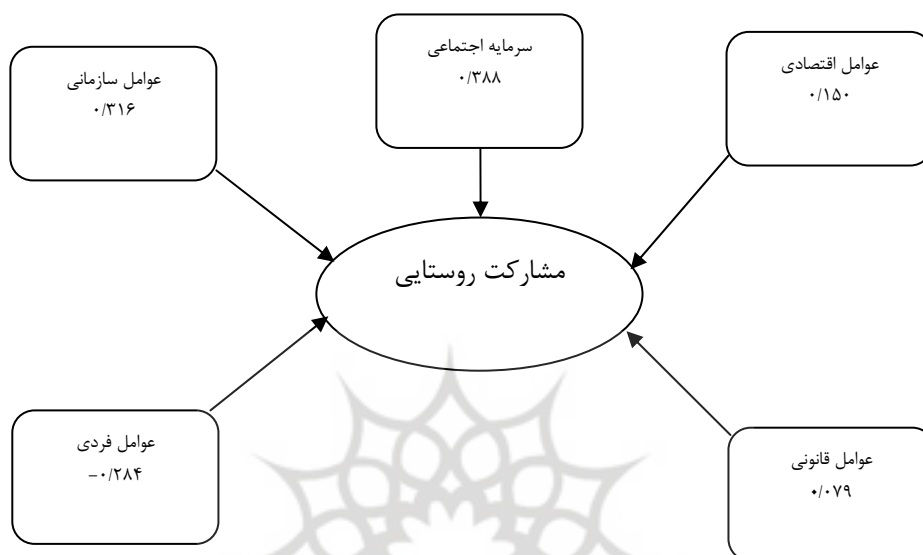 سرمایه اجتماعی
۰/۳۸۸
عوامل اقتصادی
۰/۱۵۰
عوامل سازمانی
۰/۳۱۶
مشارکت روستایی
عوامل فردی
-۰/۲۸۴
عوامل قانونی
۰/۰۷۹